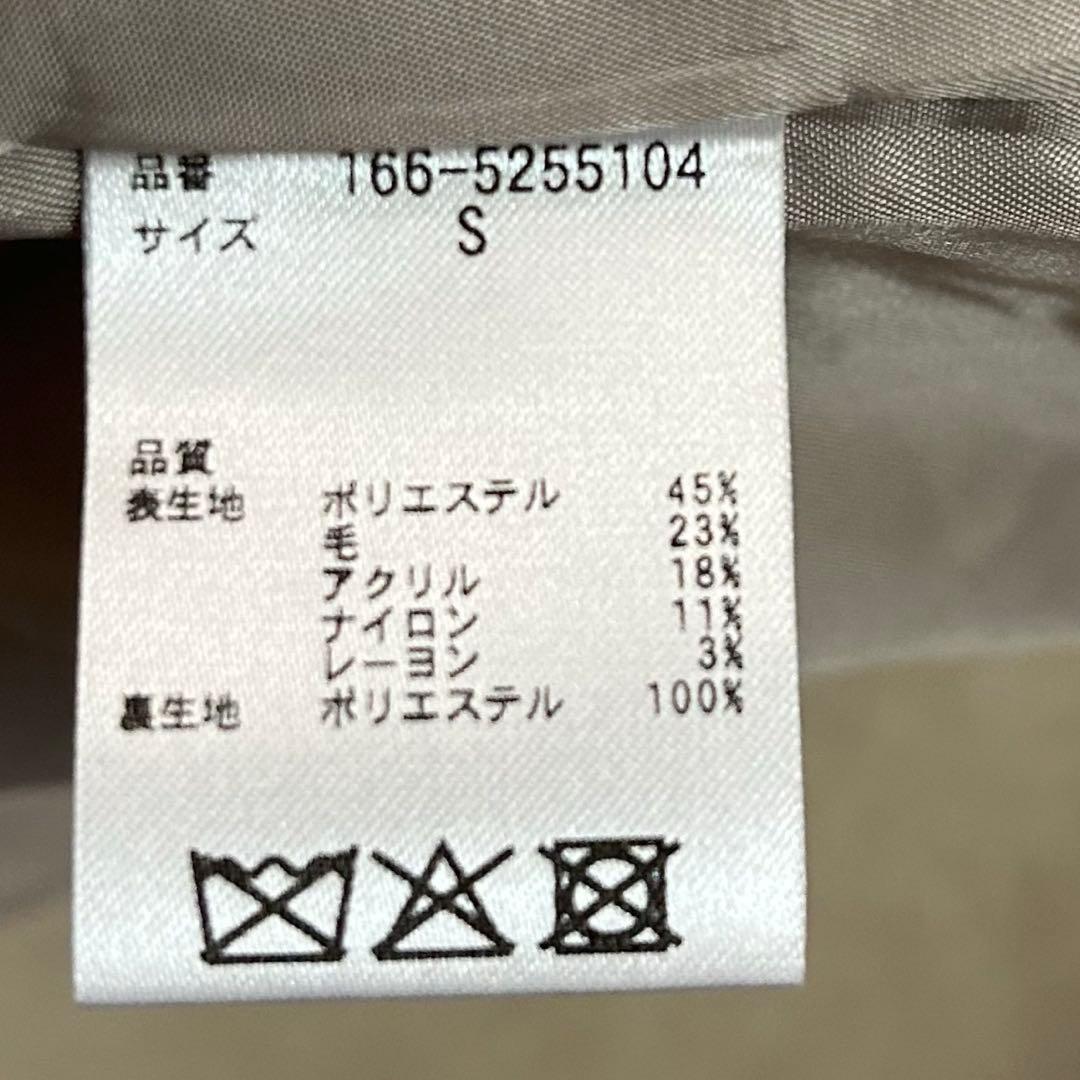 品番 166-5255104
サイズ S
品質
表生地 ポリエステル 45%
毛 23%
アクリル 18%
ナイロン 11%
レーヨン 3%
裏生地 ポリエステル 100%